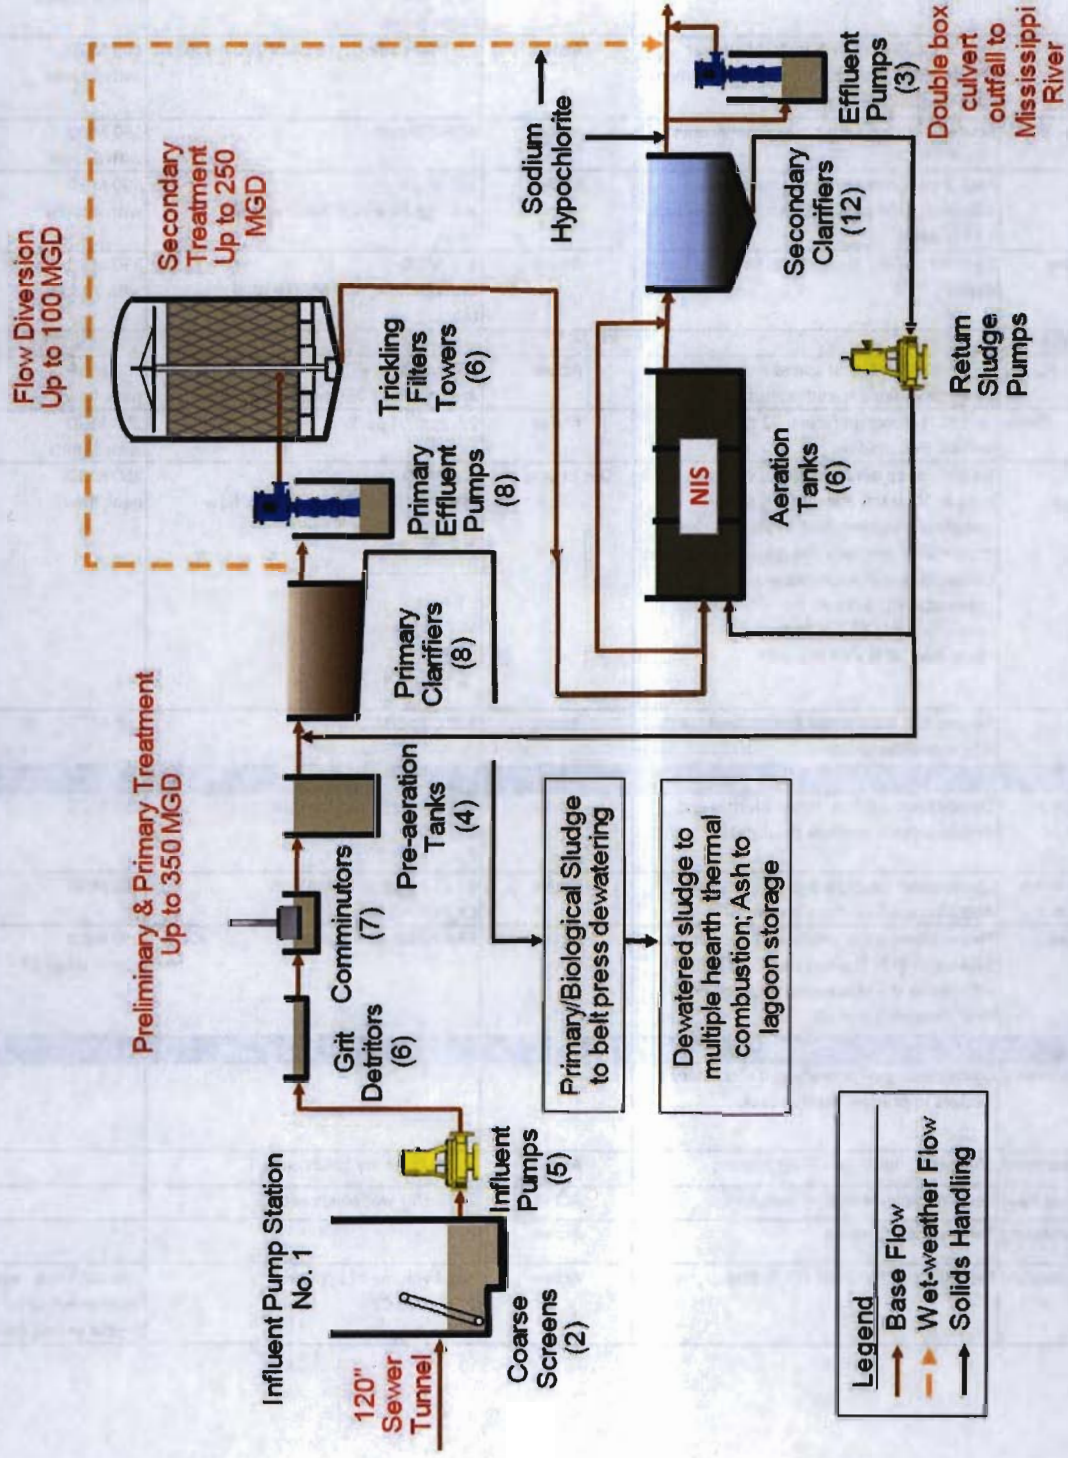 Preliminary & Primary Treatment
Up to 350 MGD
Flow Diversion
Up to 100 MGD
Secondary
Treatment
Up to 250
MGD
Influent Pump Station
No. 1
120"
Sewer
Tunnel
Coarse
Screens
(2)
Influent
Pumps
(5)
Grit
Detritors
(6)
Comminutors
(7)
Pre-aeration
Tanks
(4)
Primary
Clarifiers
(8)
Primary
Effluent
Pumps
(8)
Trickling
Filters
Towers
(6)
Sodium
Hypochlorite
Primary/Biological Sludge
to belt press dewatering
Dewatered sludge to
multiple hearth thermal
combustion; Ash to
lagoon storage
NIS
Aeration
Tanks
(6)
Secondary
Clarifiers
(12)
Effluent
Pumps
(3)
Double box
culvert
outfall to
Mississippi
River
Return
Sludge
Pumps
Legend
Base Flow
Wet-weather Flow
Solids Handling